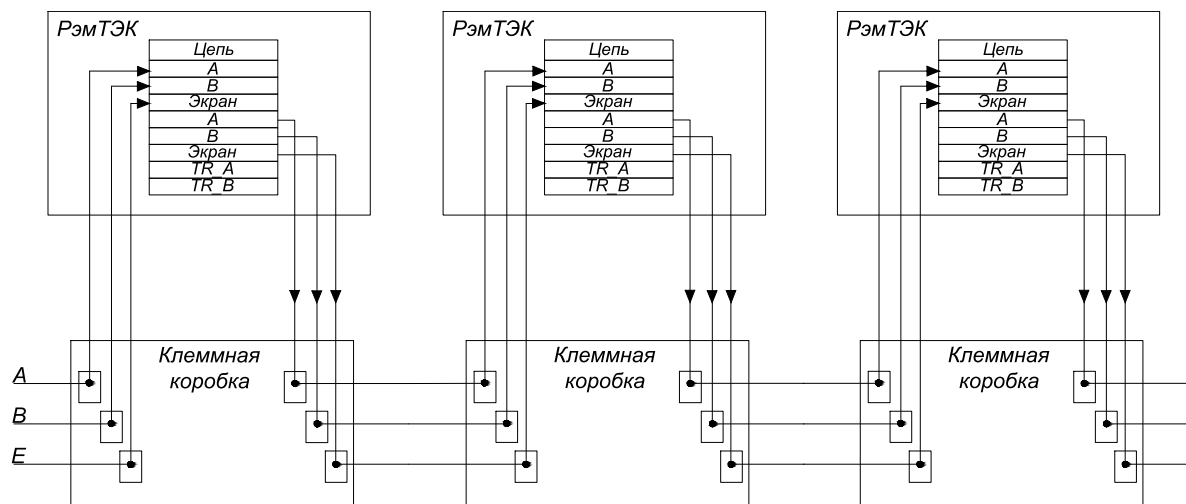 РэмТЭК
Цепь
A
B
Экран
A
B
Экран
TR_A
TR_B
РэмТЭК
Цепь
A
B
Экран
A
B
Экран
TR_A
TR_B
РэмТЭК
Цепь
A
B
Экран
A
B
Экран
TR_A
TR_B
A
B
E
Клеммная
коробка
Клеммная
коробка
Клеммная
коробка